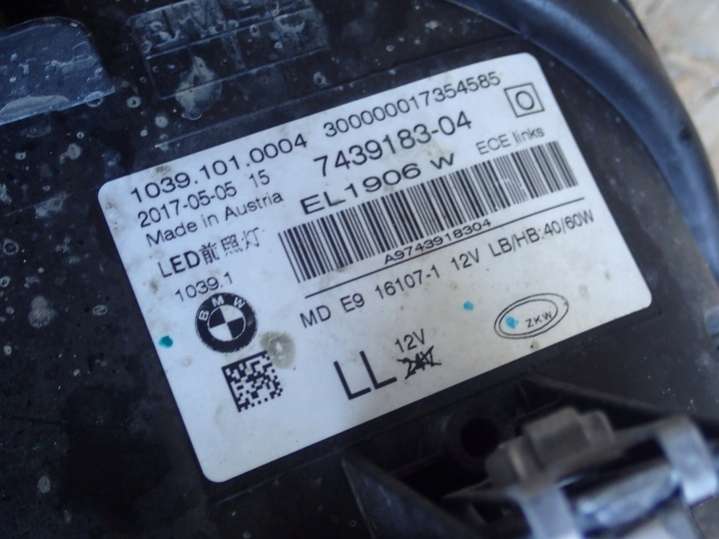 1039.101.0004 300000017354585
2017-05-05 15 7439183-04
Made in Austria EL1906 W ECE links
LED前照灯
1039.1
A9743918304
MD E9 16107-1 12V LB/HB:40/60W
BMW
ZKW
LL 12V
24V